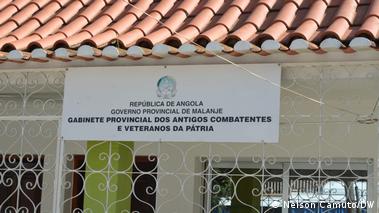 REPÚBLICA DE ANGOLA
GOVERNO PROVINCIAL DE MALANJE
GABINETE PROVINCIAL DOS ANTIGOS COMBATENTES
E VETERANOS DA PÁTRIA
© Nelson Camuto/DW